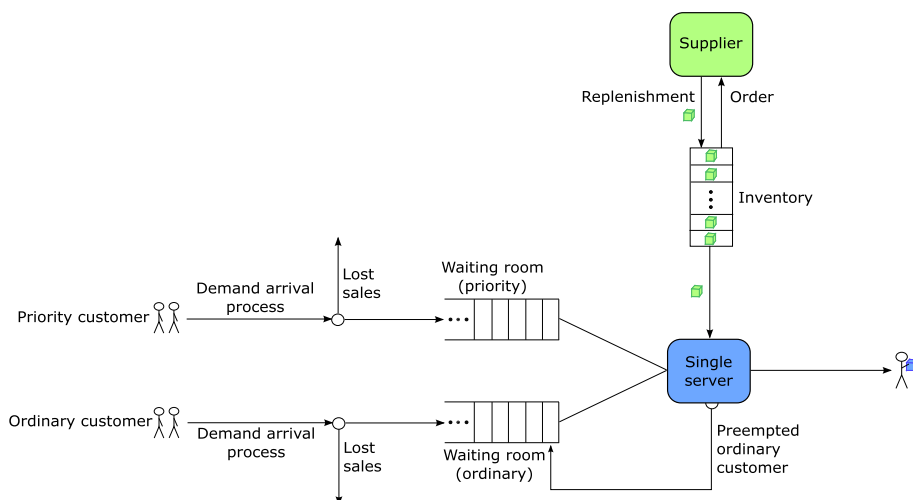 Supplier
Replenishment
Order
Inventory
Lost
sales
Waiting room
(priority)
Demand arrival
process
Priority customer
Single
server
Ordinary customer
Demand arrival
process
Lost
sales
Waiting room
(ordinary)
Preempted
ordinary
customer